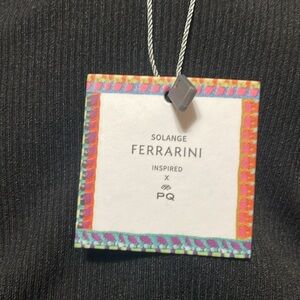 SOLANGE
FERRARINI
INSPIRED
X
PQ